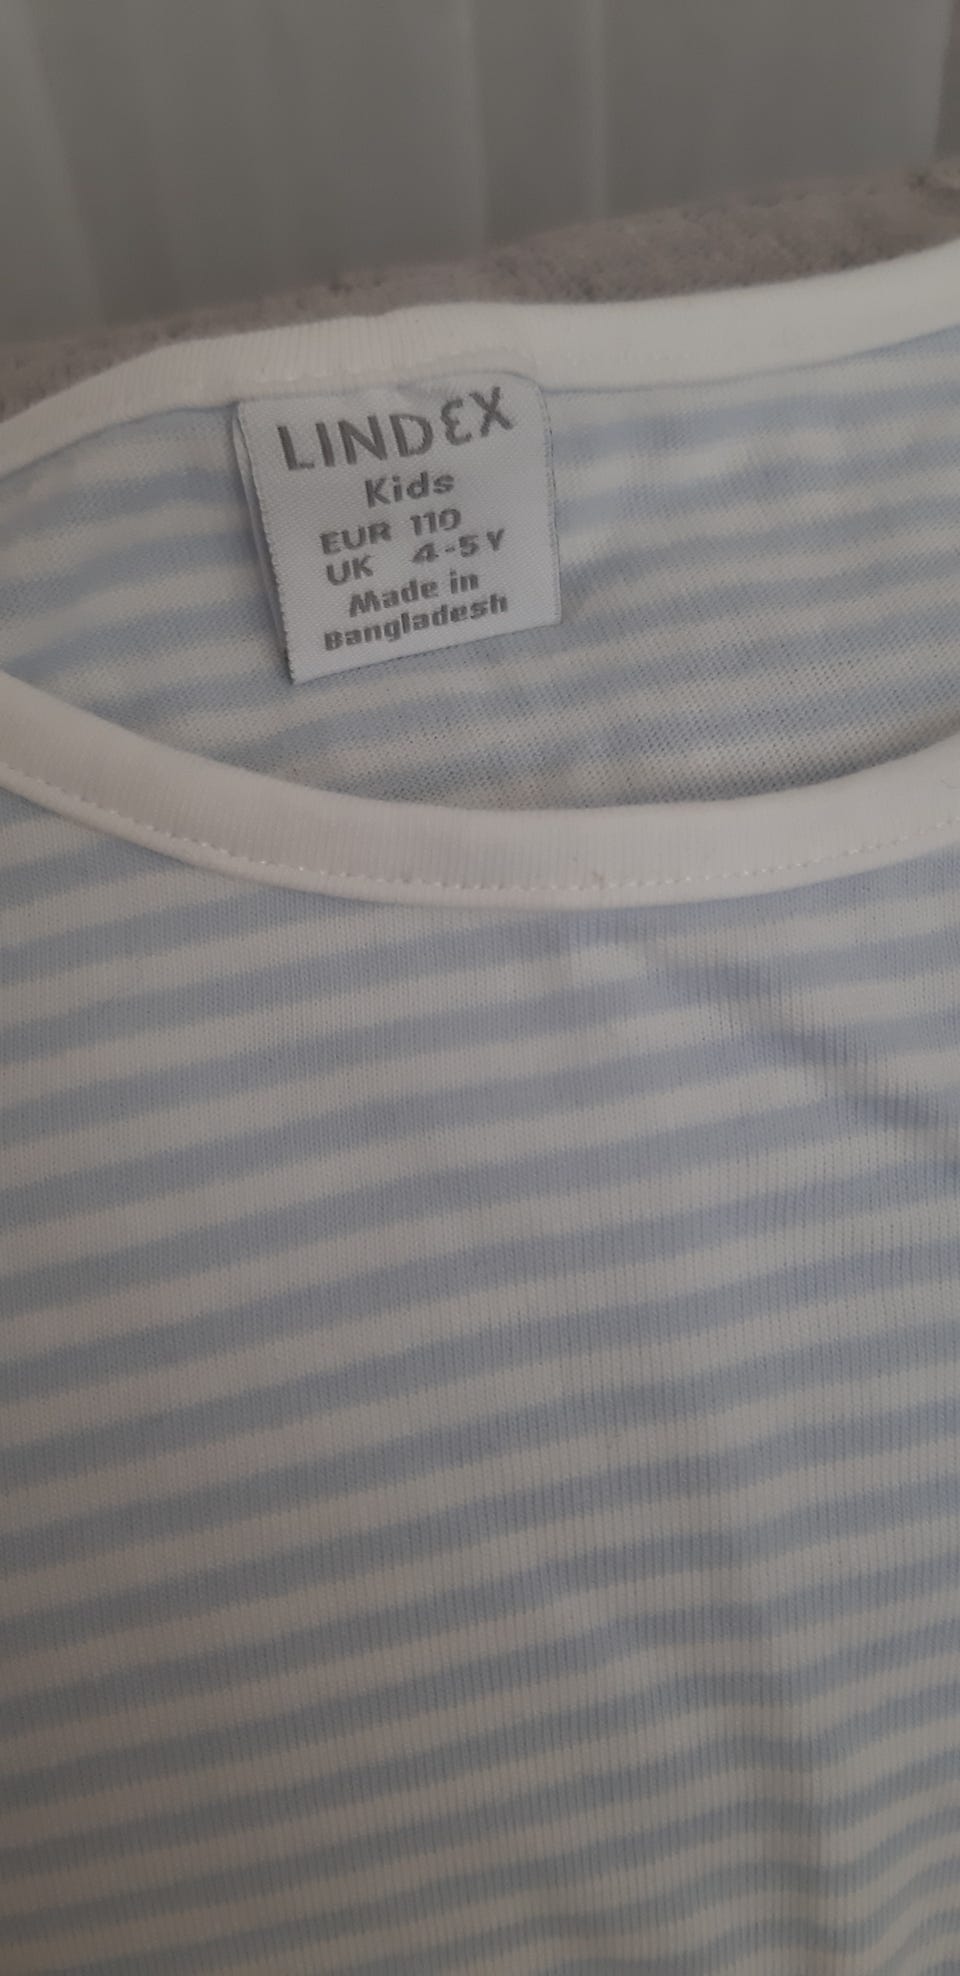 LINDEX
Kids
EUR 110
UK 4-5Y
Made in
Bangladesh